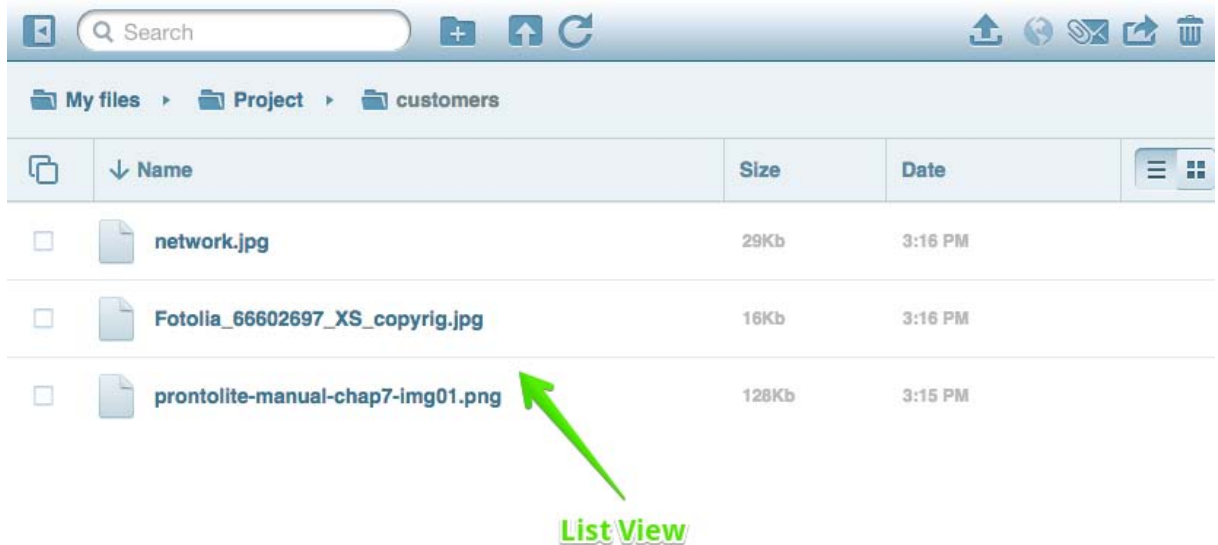 Search
My files Project customers
Name Size Date
network.jpg 29Kb 3:16 PM
Fotolia_66602697_XS_copyrig.jpg 16Kb 3:16 PM
prontolite-manual-chap7-img01.png 128Kb 3:15 PM
List View